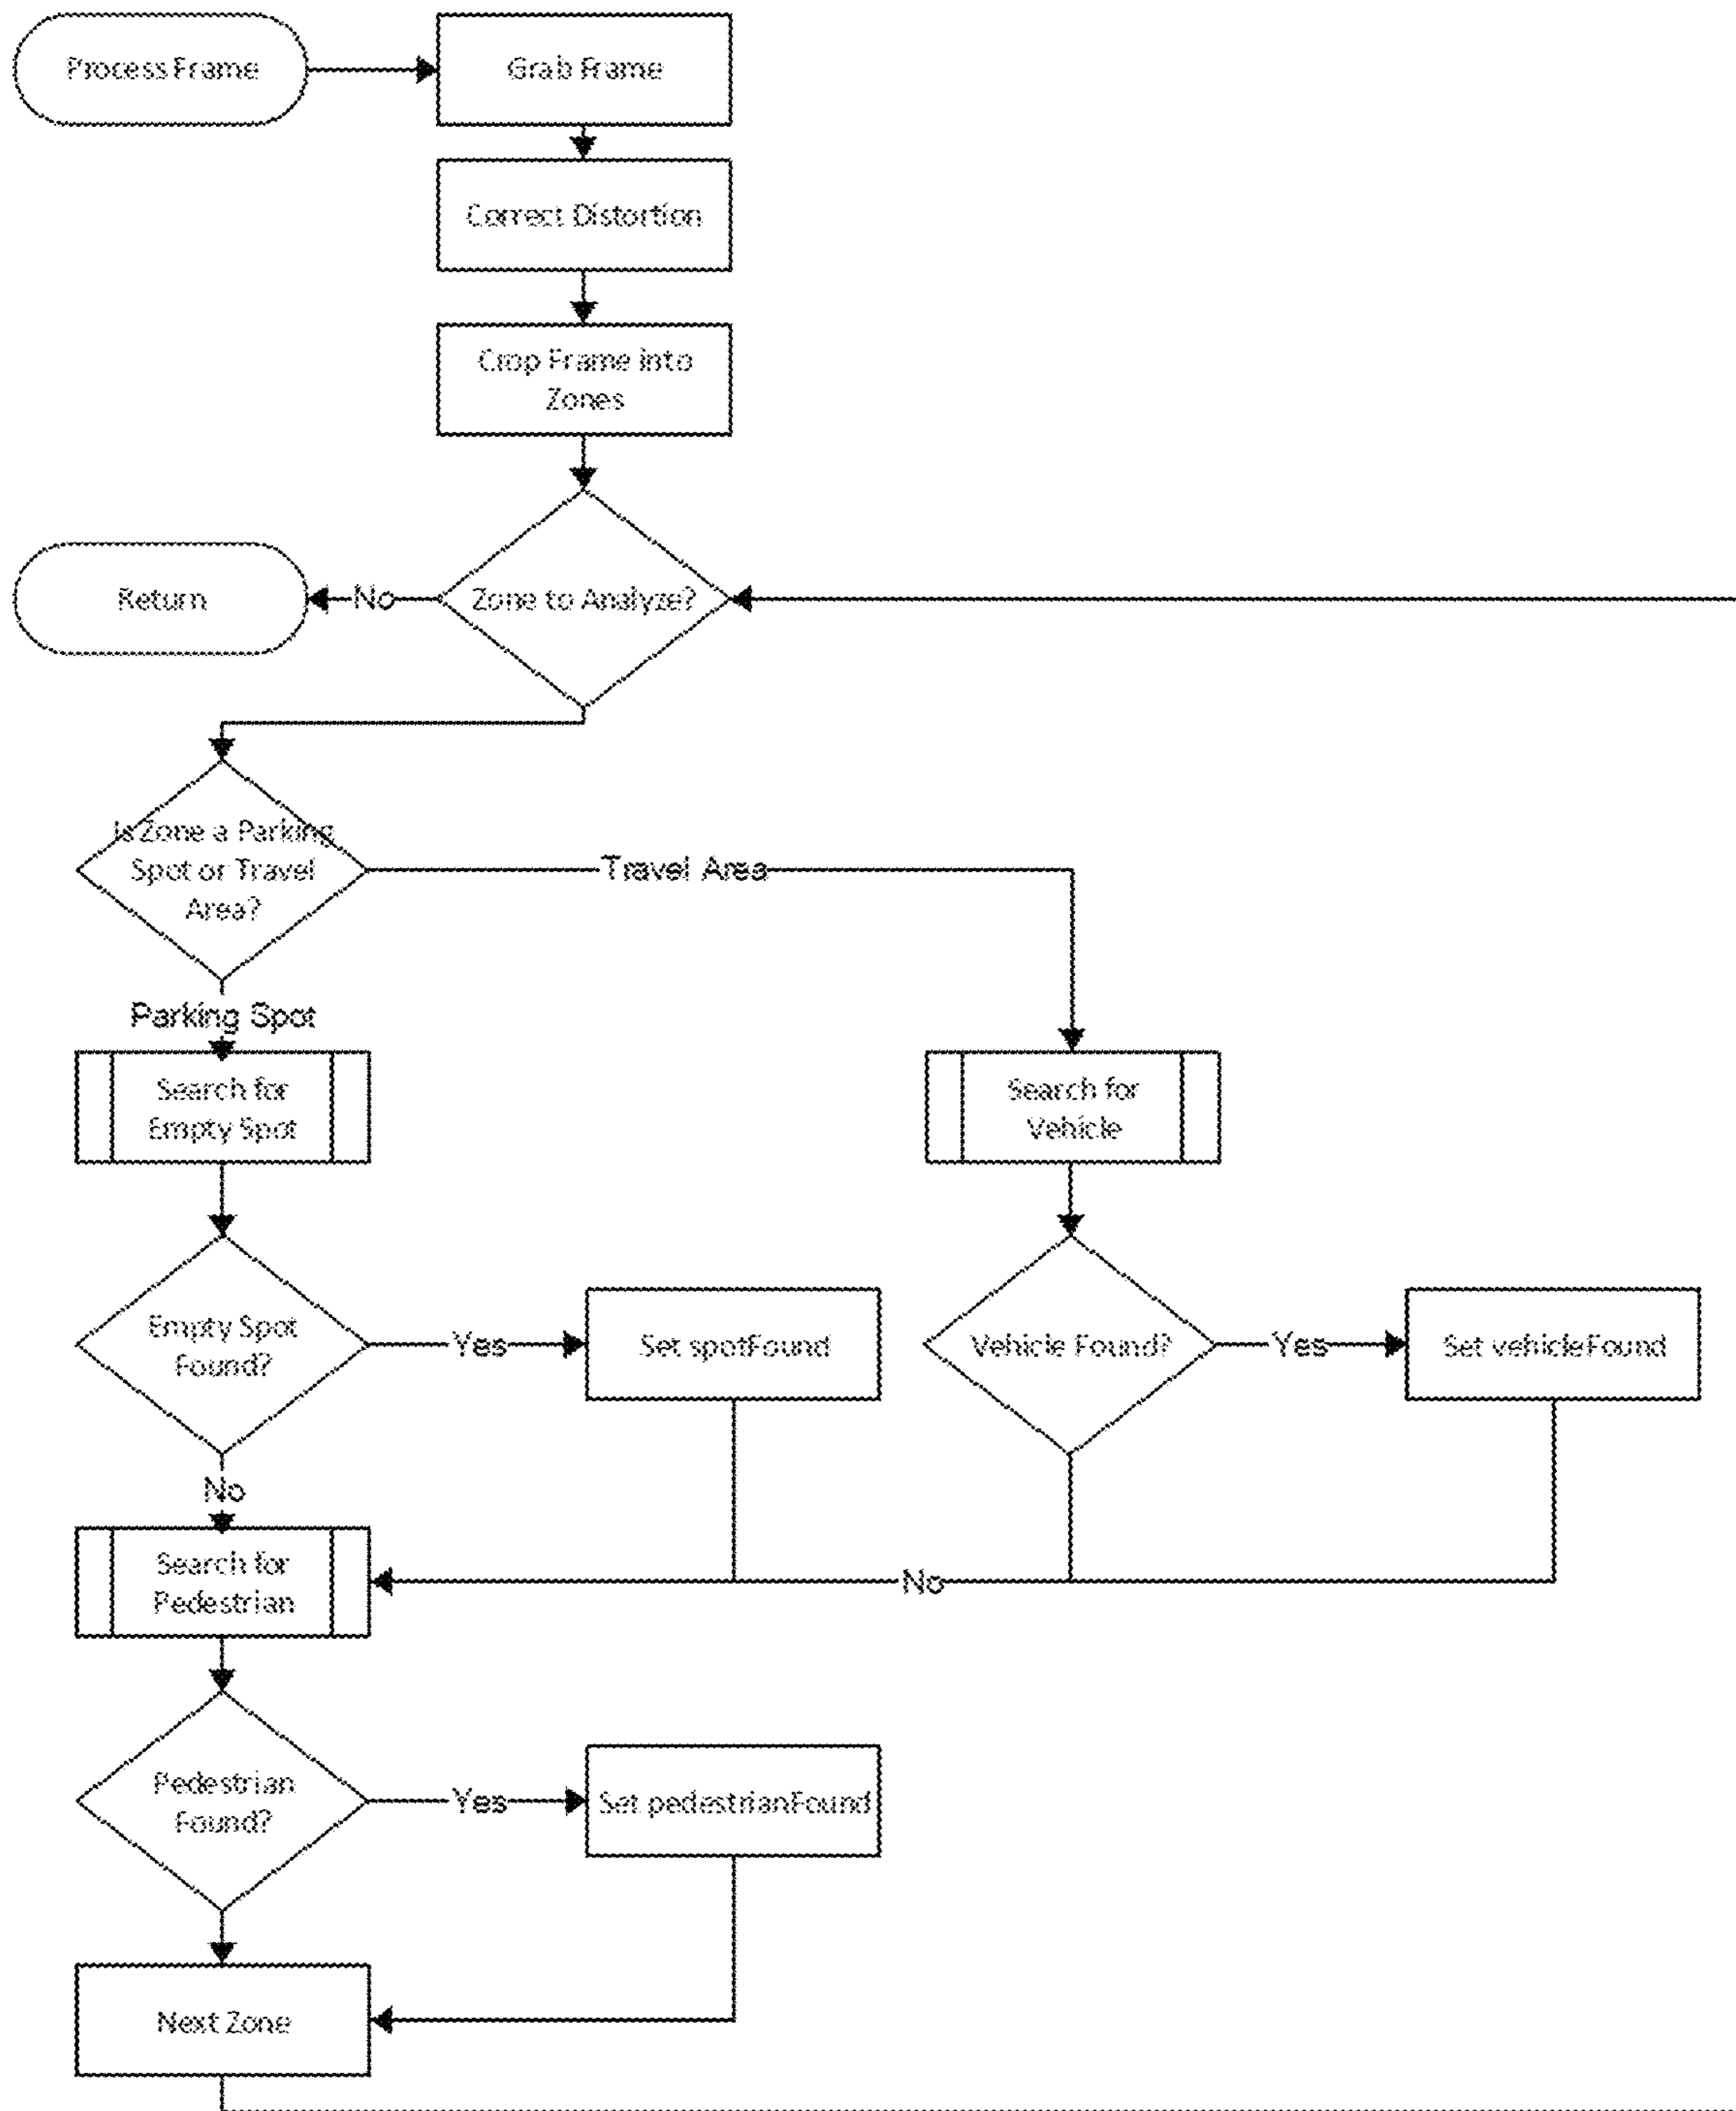 Process Frame
Grab Frame
Correct Distortion
Crop Frame into
Zones
Return
No
Zone to Analyze?
Is Zone a Parking
Spot or Travel
Area?
Travel Area
Parking Spot
Search for
Empty Spot
Search for
Vehicle
Empty Spot
Found?
Yes
Set spotFound
Vehicle Found?
Yes
Set vehicleFound
No
Search for
Pedestrian
No
Pedestrian
Found?
Yes
Set pedestrianFound
Next Zone